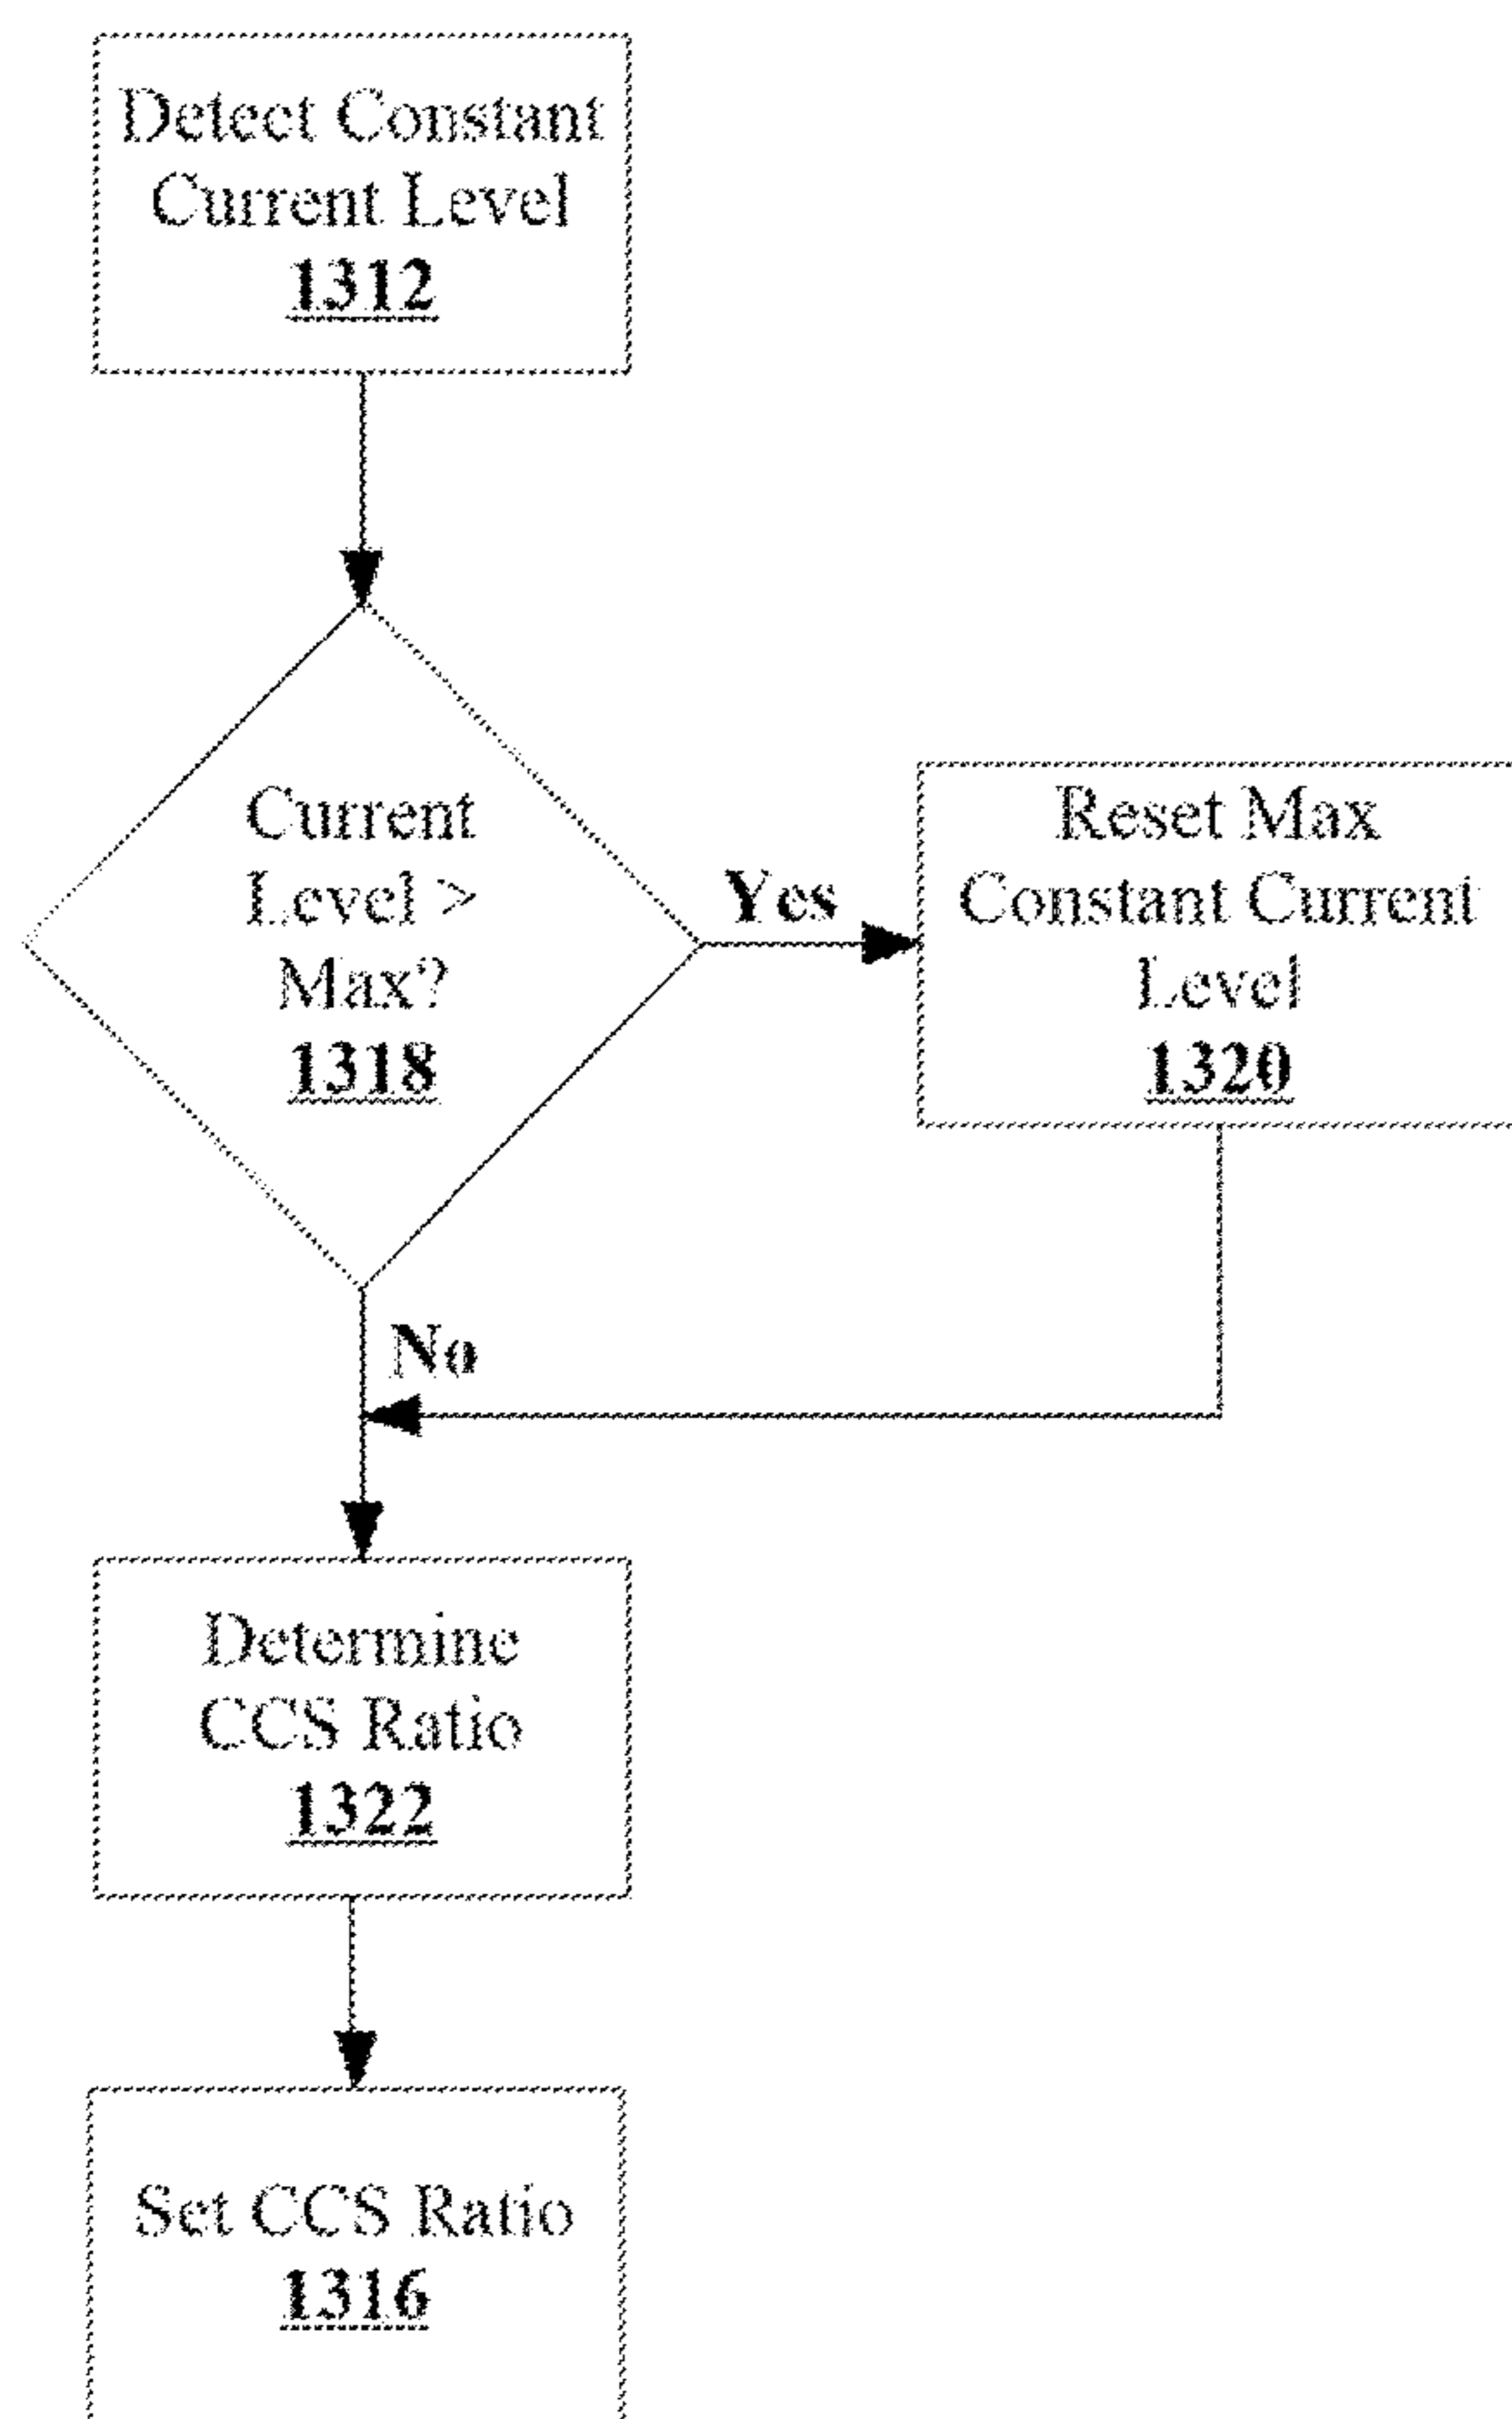 Detect Constant
Current Level
1312
Current
Level >
Max?
1318
Yes
Reset Max
Constant Current
Level
1320
No
Determine
CCS Ratio
1322
Set CCS Ratio
1316